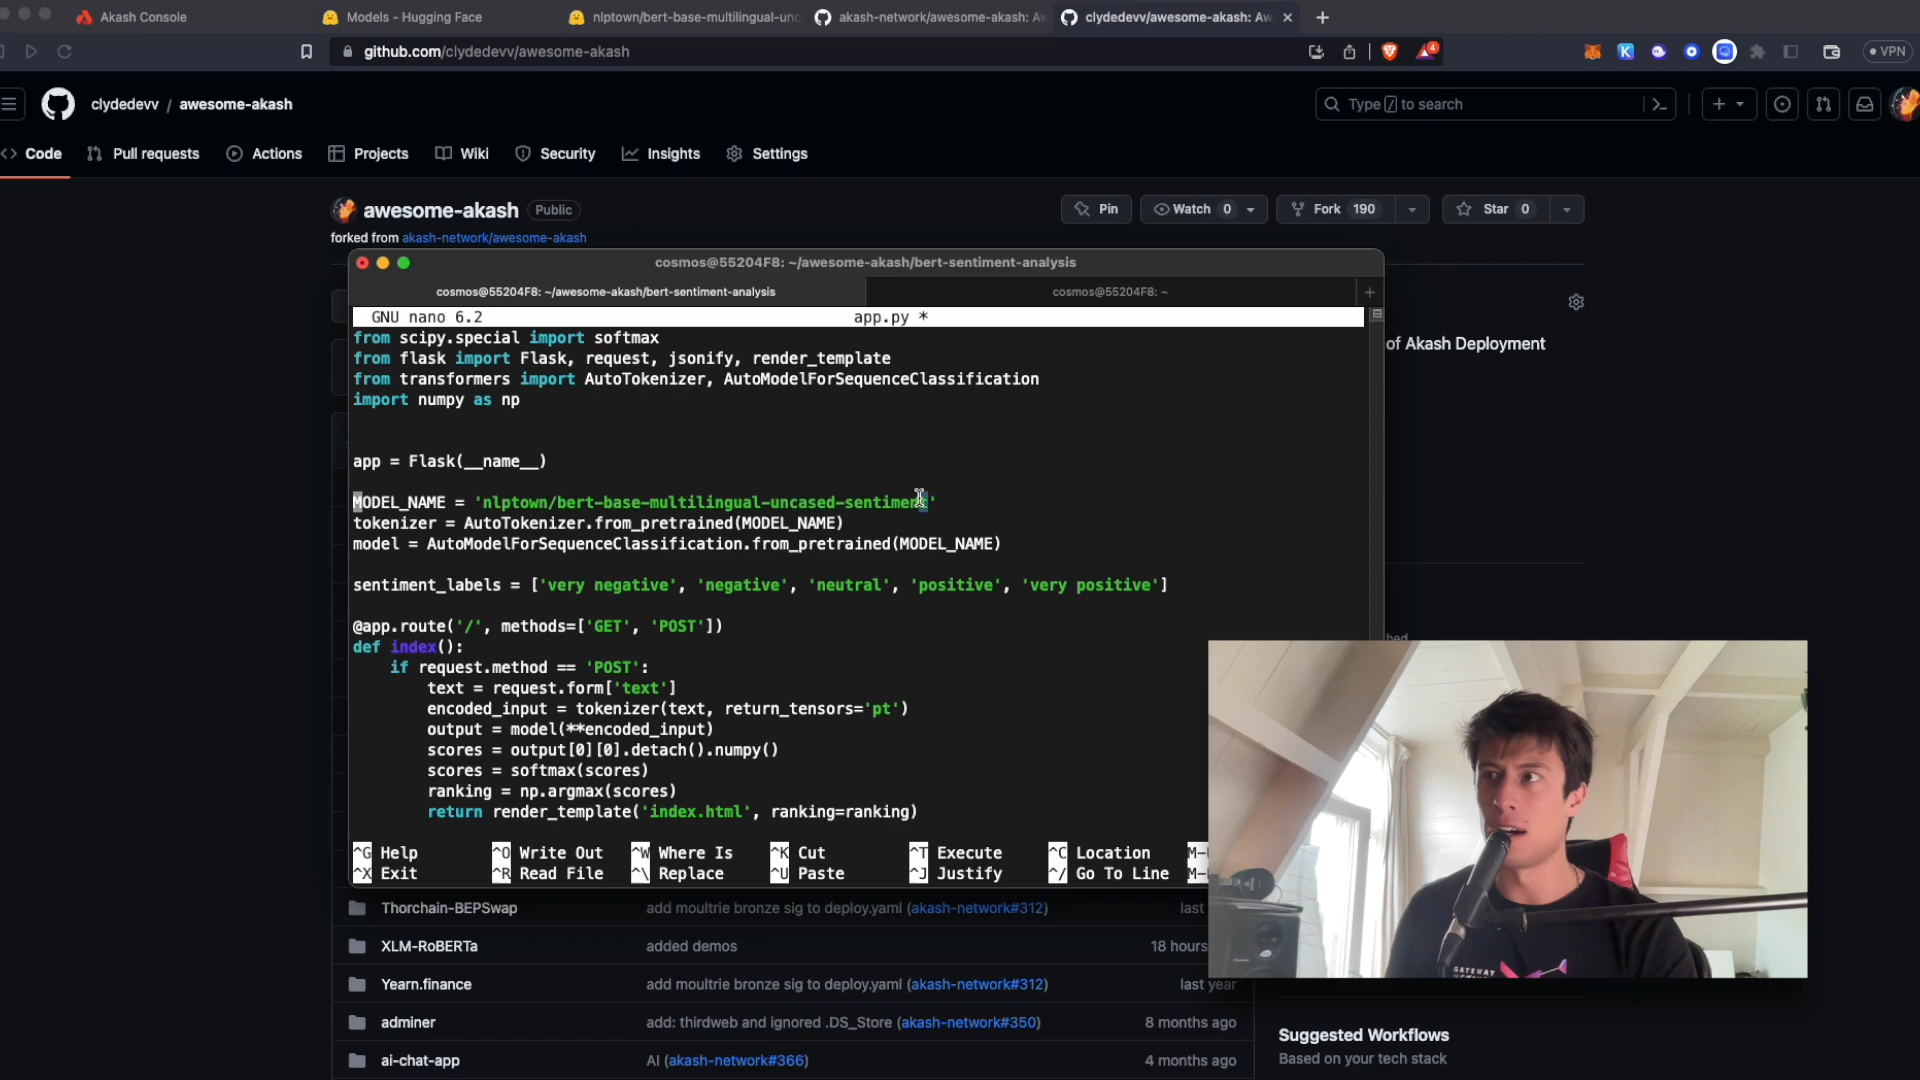 Akash Console
Models - Hugging Face
nlptown/bert-base-multilingual-unc
akash-network/awesome-akash: Aw
clydedevv/awesome-akash: Aw
github.com/clydedevv/awesome-akash
4
VPN
clydedevv / awesome-akash
Type / to search
Code
Pull requests
Actions
Projects
Wiki
Security
Insights
Settings
awesome-akash Public
Pin
Watch 0
Fork 190
Star 0
forked from akash-network/awesome-akash
cosmos@55204F8: ~/awesome-akash/bert-sentiment-analysis
cosmos@55204F8: ~/awesome-akash/bert-sentiment-analysis
cosmos@55204F8: ~
GNU nano 6.2 app.py *
from scipy.special import softmax
from flask import Flask, request, jsonify, render_template
from transformers import AutoTokenizer, AutoModelForSequenceClassification
import numpy as np
app = Flask(__name__)
MODEL_NAME = 'nlptown/bert-base-multilingual-uncased-sentiment'
tokenizer = AutoTokenizer.from_pretrained(MODEL_NAME)
model = AutoModelForSequenceClassification.from_pretrained(MODEL_NAME)
sentiment_labels = ['very negative', 'negative', 'neutral', 'positive', 'very positive']
@app.route('/', methods=['GET', 'POST'])
def index():
if request.method == 'POST':
text = request.form['text']
encoded_input = tokenizer(text, return_tensors='pt')
output = model(**encoded_input)
scores = output[0][0].detach().numpy()
scores = softmax(scores)
ranking = np.argmax(scores)
return render_template('index.html', ranking=ranking)
^G Help ^O Write Out ^W Where Is ^K Cut ^T Execute ^C Location
^X Exit ^R Read File ^\ Replace ^U Paste ^J Justify ^/ Go To Line
of Akash Deployment
Thorchain-BEPSwap add moultrie bronze sig to deploy.yaml (akash-network#312) last
XLM-RoBERTa added demos 18 hours
Yearn.finance add moultrie bronze sig to deploy.yaml (akash-network#312) last year
adminer add: thirdweb and ignored .DS_Store (akash-network#350) 8 months ago
ai-chat-app AI (akash-network#366) 4 months ago
Suggested Workflows
Based on your tech stack
GATEWAY